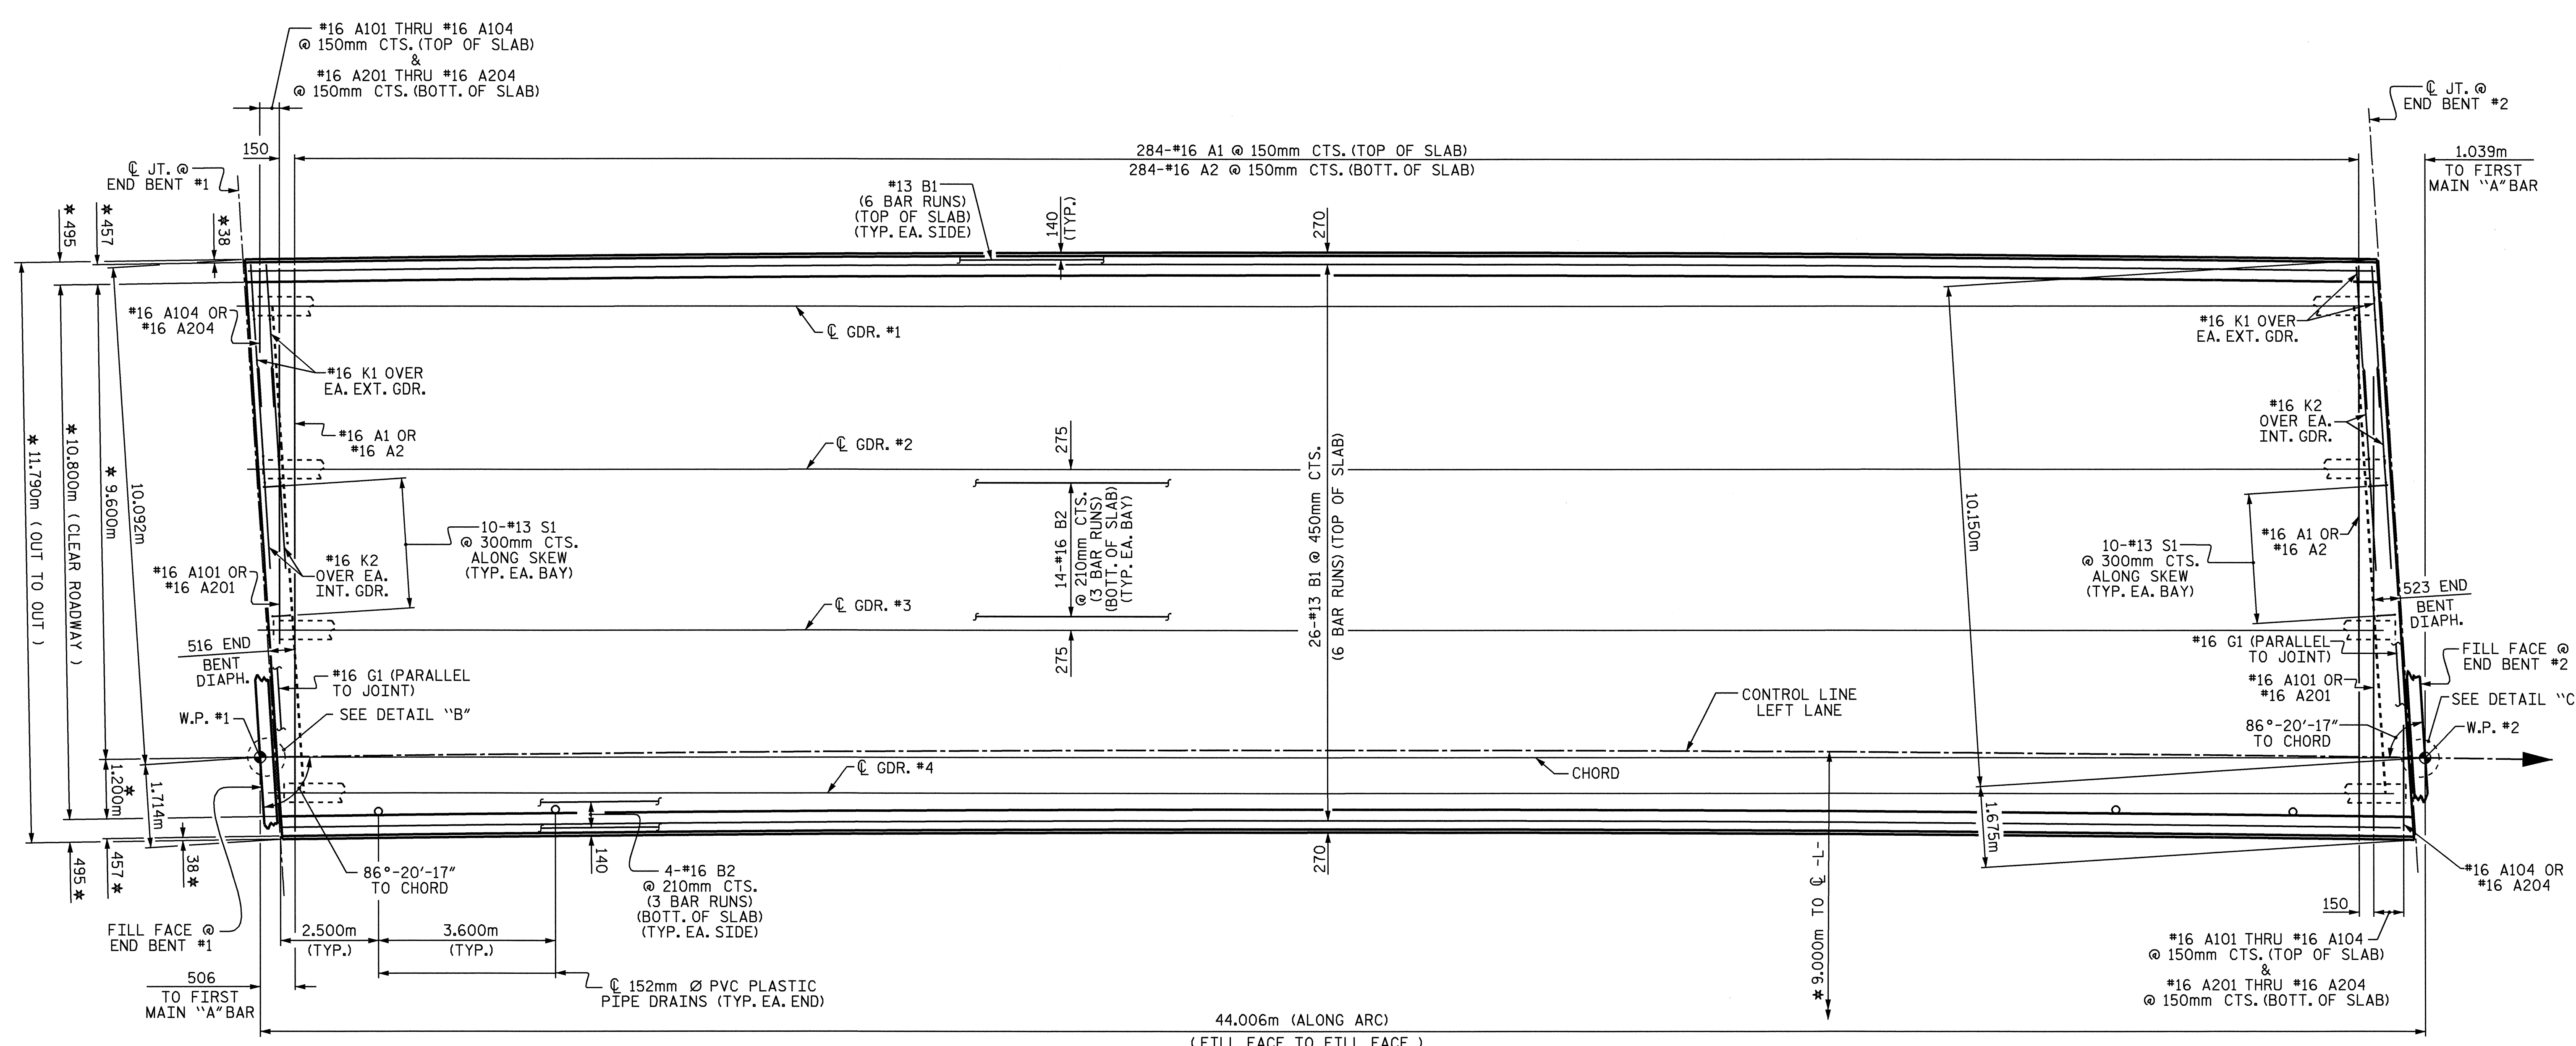 #16 A101 THRU #16 A104
@ 150mm CTS. (TOP OF SLAB)
&
#16 A201 THRU #16 A204
@ 150mm CTS. (BOTT. OF SLAB)
℄ JT. @
END BENT #2
150
284-#16 A1 @ 150mm CTS. (TOP OF SLAB)
284-#16 A2 @ 150mm CTS. (BOTT. OF SLAB)
1.039m
TO FIRST
MAIN "A" BAR
℄ JT. @
END BENT #1
#13 B1
(6 BAR RUNS)
(TOP OF SLAB)
(TYP. EA. SIDE)
140
(TYP.)
270
* 495
* 457
*38
#16 A104 OR
#16 A204
℄ GDR. #1
#16 K1 OVER
EA. EXT. GDR.
#16 K1 OVER
EA. EXT. GDR.
#16 A1 OR
#16 A2
℄ GDR. #2
275
#16 K2
OVER EA.
INT. GDR.
* 11.790m ( OUT TO OUT )
* 10.800m ( CLEAR ROADWAY )
* 9.600m
10.092m
10-#13 S1
@ 300mm CTS.
ALONG SKEW
(TYP. EA. BAY)
14-#16 B2
@ 210mm CTS.
(3 BAR RUNS)
(BOTT. OF SLAB)
(TYP. EA. BAY)
26-#13 B1 @ 450mm CTS.
(6 BAR RUNS) (TOP OF SLAB)
10.150m
#16 A1 OR
#16 A2
10-#13 S1
@ 300mm CTS.
ALONG SKEW
(TYP. EA. BAY)
#16 A101 OR
#16 A201
#16 K2
OVER EA.
INT. GDR.
℄ GDR. #3
275
523 END
BENT
DIAPH.
516 END
BENT
DIAPH.
#16 G1 (PARALLEL
TO JOINT)
#16 G1 (PARALLEL
TO JOINT)
FILL FACE @
END BENT #2
#16 A101 OR
#16 A201
CONTROL LINE
LEFT LANE
SEE DETAIL "C
W.P. #1
SEE DETAIL "B"
86°-20'-17"
TO CHORD
W.P. #2
℄ GDR. #4
CHORD
*
1.200m
1.714m
1.675m
495 *
457 *
38 *
86°-20'-17"
TO CHORD
140
4-#16 B2
@ 210mm CTS.
(3 BAR RUNS)
(BOTT. OF SLAB)
(TYP. EA. SIDE)
270
* 9.000m TO ℄ -L-
#16 A104 OR
#16 A204
150
FILL FACE @
END BENT #1
2.500m
(TYP.)
3.600m
(TYP.)
#16 A101 THRU #16 A104
@ 150mm CTS. (TOP OF SLAB)
&
#16 A201 THRU #16 A204
@ 150mm CTS. (BOTT. OF SLAB)
506
TO FIRST
MAIN "A" BAR
℄ 152mm Ø PVC PLASTIC
PIPE DRAINS (TYP. EA. END)
44.006m (ALONG ARC)
( FILL FACE TO FILL FACE )